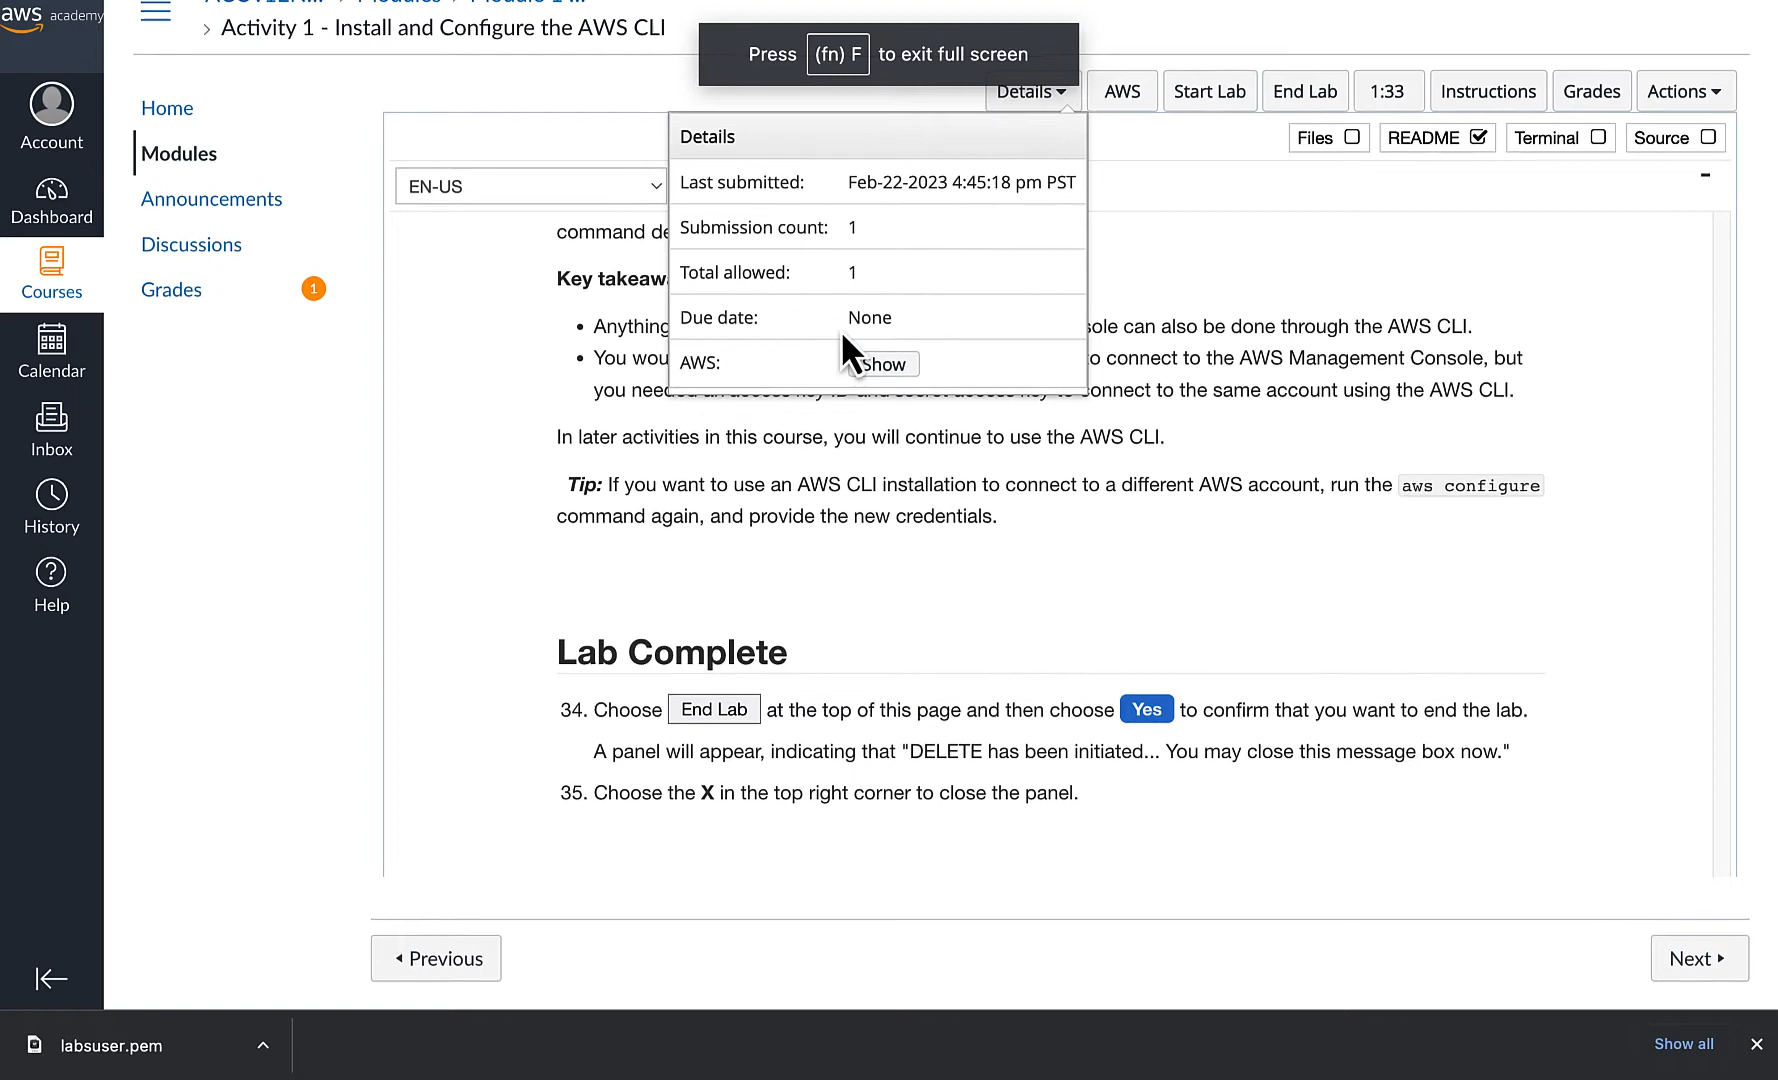 aws academy
> Activity 1 - Install and Configure the AWS CLI
Press (fn) F to exit full screen
Details AWS Start Lab End Lab 1:33 Instructions Grades Actions
Files README Terminal Source
Account
Dashboard
Courses
Calendar
Inbox
History
Help
Home
Modules
Announcements
Discussions
Grades 1
EN-US
Details
Last submitted: Feb-22-2023 4:45:18 pm PST
Submission count: 1
Total allowed: 1
Due date: None
AWS: Show
command
Key
• Anything can also be done through the AWS CLI.
• You connect to the AWS Management Console, but
you connect to the same account using the AWS CLI.
In later activities in this course, you will continue to use the AWS CLI.
Tip: If you want to use an AWS CLI installation to connect to a different AWS account, run the aws configure
command again, and provide the new credentials.
Lab Complete
34. Choose End Lab at the top of this page and then choose Yes to confirm that you want to end the lab.
A panel will appear, indicating that "DELETE has been initiated... You may close this message box now."
35. Choose the X in the top right corner to close the panel.
Previous
Next
labsuser.pem
Show all